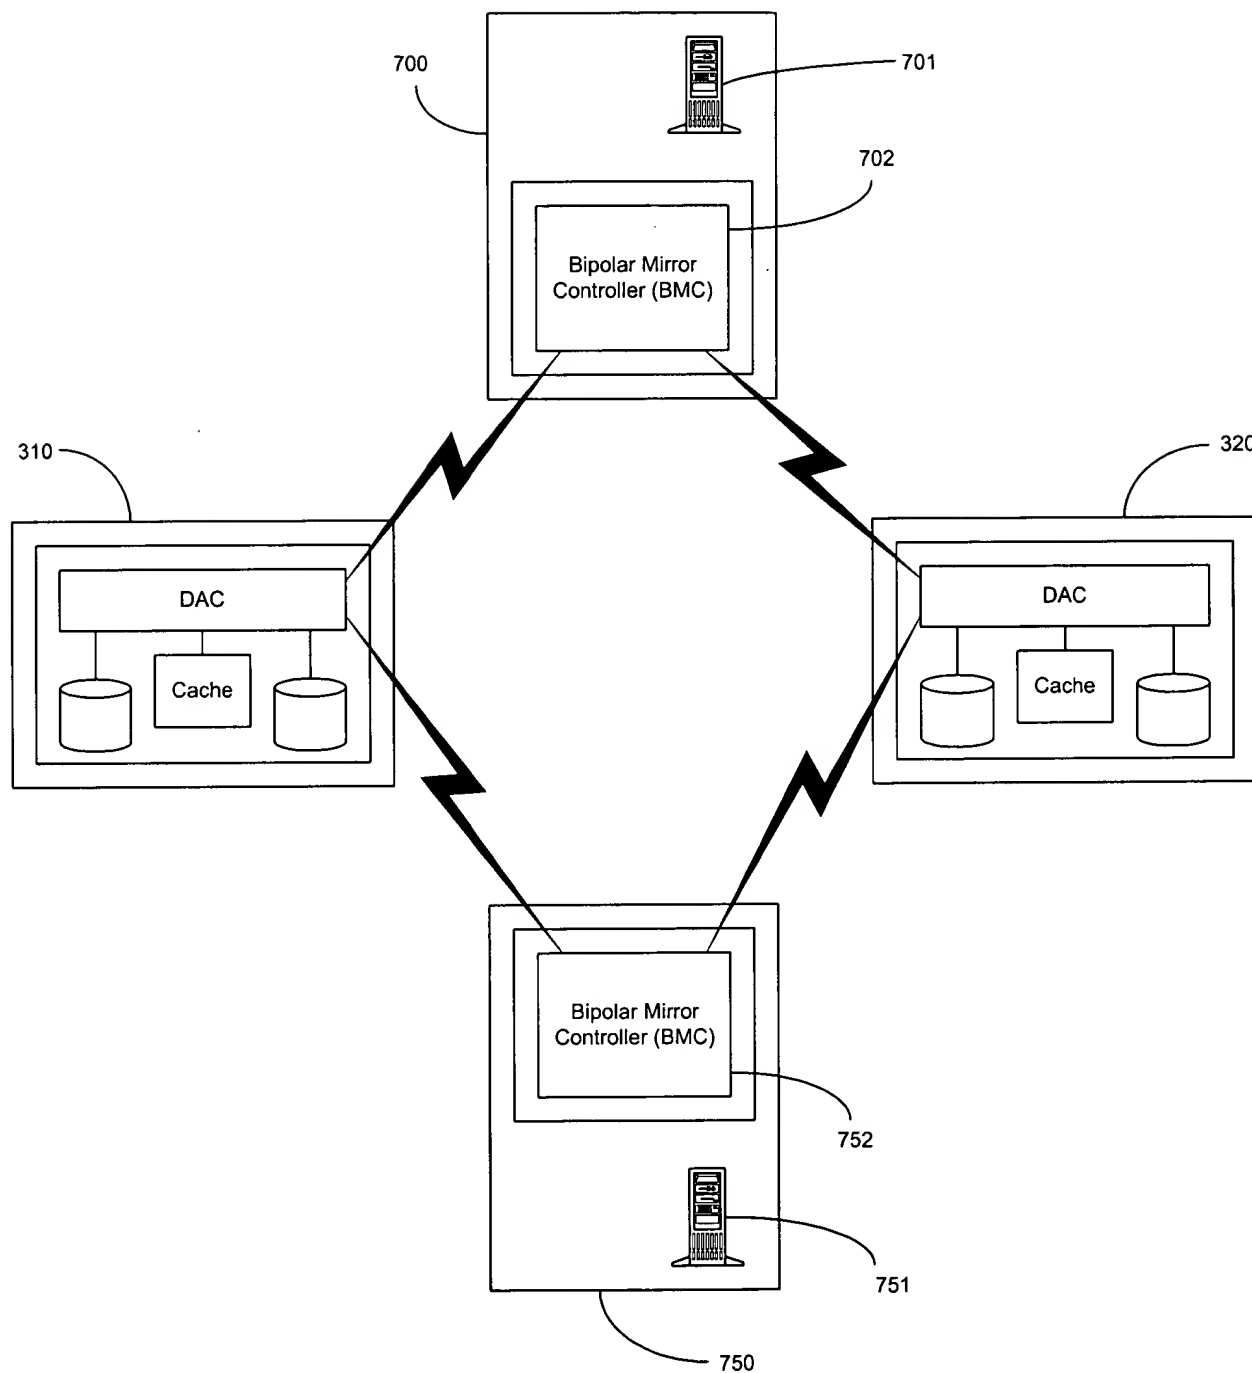 700
701
702
Bipolar Mirror
Controller (BMC)
310
320
DAC
Cache
DAC
Cache
Bipolar Mirror
Controller (BMC)
752
751
750